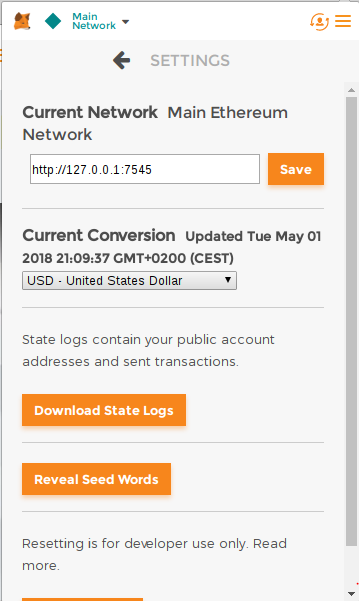 Main
Network
SETTINGS
Current Network Main Ethereum
Network
http://127.0.0.1:7545
Save
Current Conversion Updated Tue May 01
2018 21:09:37 GMT+0200 (CEST)
USD - United States Dollar
State logs contain your public account
addresses and sent transactions.
Download State Logs
Reveal Seed Words
Resetting is for developer use only. Read
more.